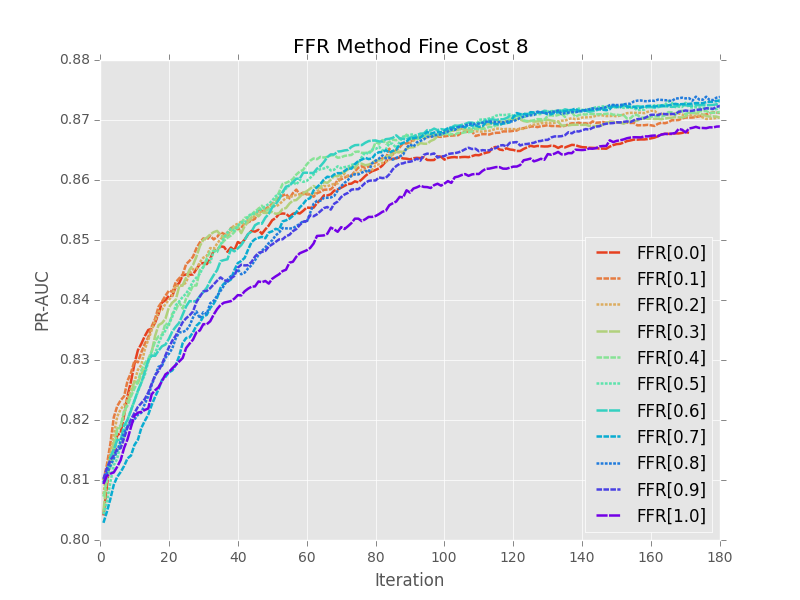 FFR Method Fine Cost 8
0.88
0.87
0.86
0.85
0.84
0.83
0.82
0.81
0.80
PR-AUC
FFR[0.0]
FFR[0.1]
FFR[0.2]
FFR[0.3]
FFR[0.4]
FFR[0.5]
FFR[0.6]
FFR[0.7]
FFR[0.8]
FFR[0.9]
FFR[1.0]
0 20 40 60 80 100 120 140 160 180
Iteration